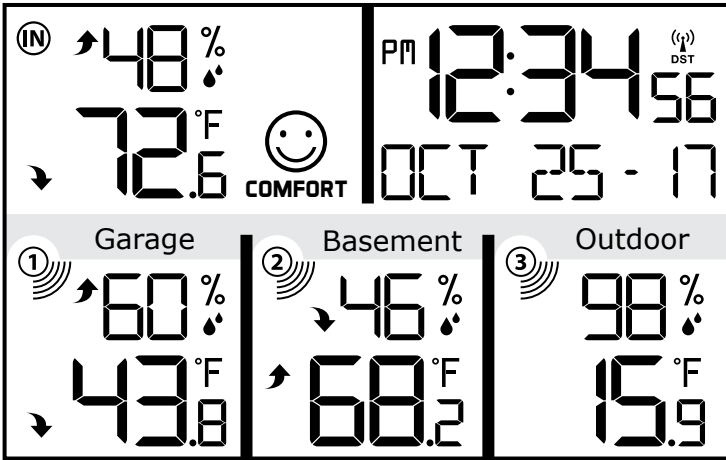 IN 48 %
72.6 °F
COMFORT
PM 12:34 56
DST
OCT 25 - 17
Garage
1
60 %
43.8 °F
Basement
2
46 %
68.2 °F
Outdoor
3
98 %
15.9 °F